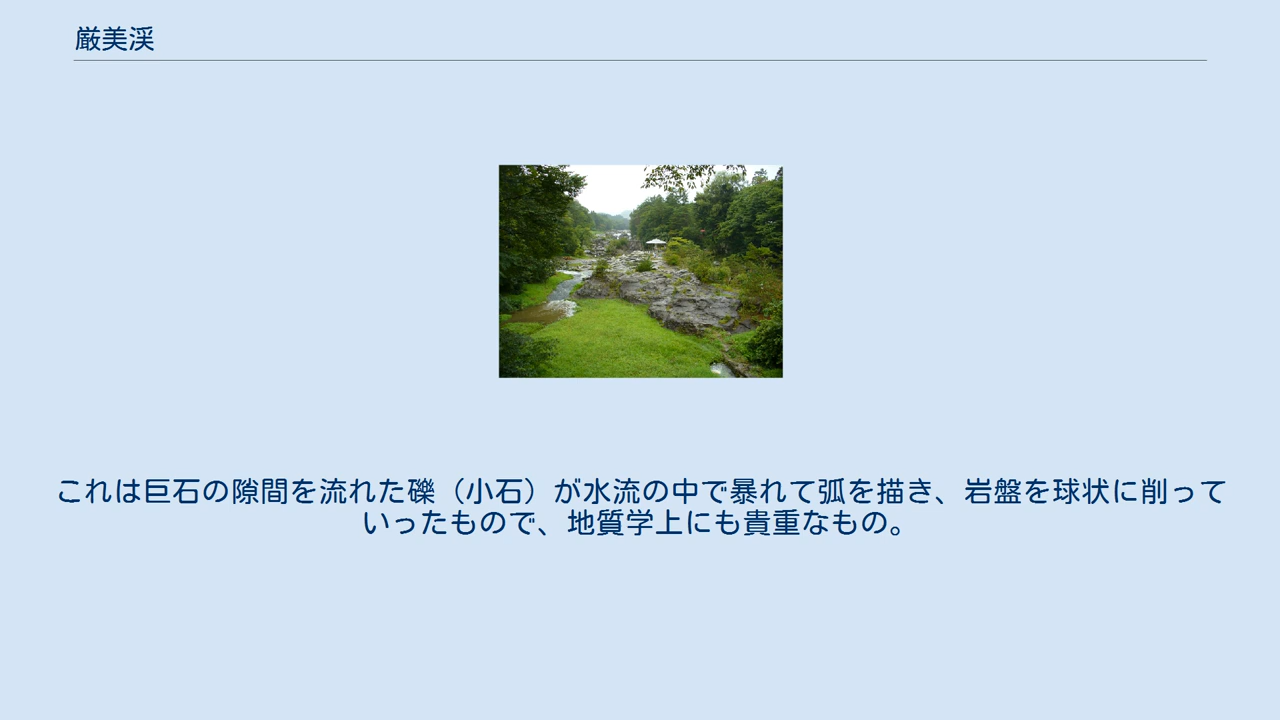 厳美渓
これは巨石の隙間を流れた礫（小石）が水流の中で暴れて弧を描き、岩盤を球状に削って
いったもので、地質学上にも貴重なもの。